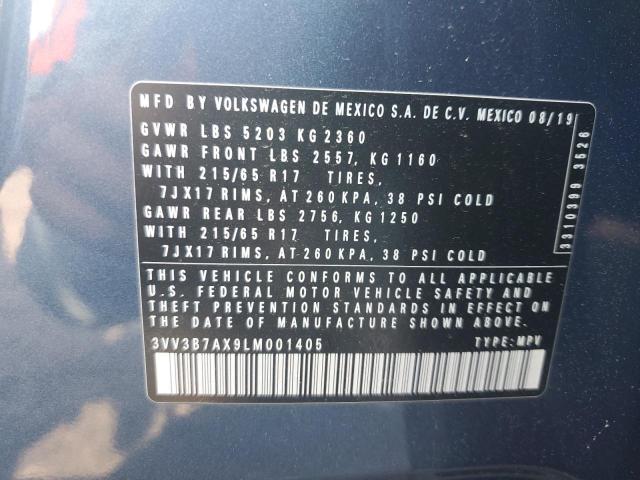 MFD BY VOLKSWAGEN DE MEXICO S.A. DE C.V. MEXICO 08/19
GVWR LBS 5203 KG 2360
GAWR FRONT LBS 2557, KG 1160
WITH 215/65 R17 TIRES,
7JX17 RIMS, AT 260 KPA, 38 PSI COLD
GAWR REAR LBS 2756, KG 1250
WITH 215/65 R17 TIRES,
7JX17 RIMS, AT 260 KPA, 38 PSI COLD
THIS VEHICLE CONFORMS TO ALL APPLICABLE
U.S. FEDERAL MOTOR VEHICLE SAFETY AND
THEFT PREVENTION STANDARDS IN EFFECT ON
THE DATE OF MANUFACTURE SHOWN ABOVE.
3VV3B7AX9LM001405 TYPE: MPV
3310399 3526